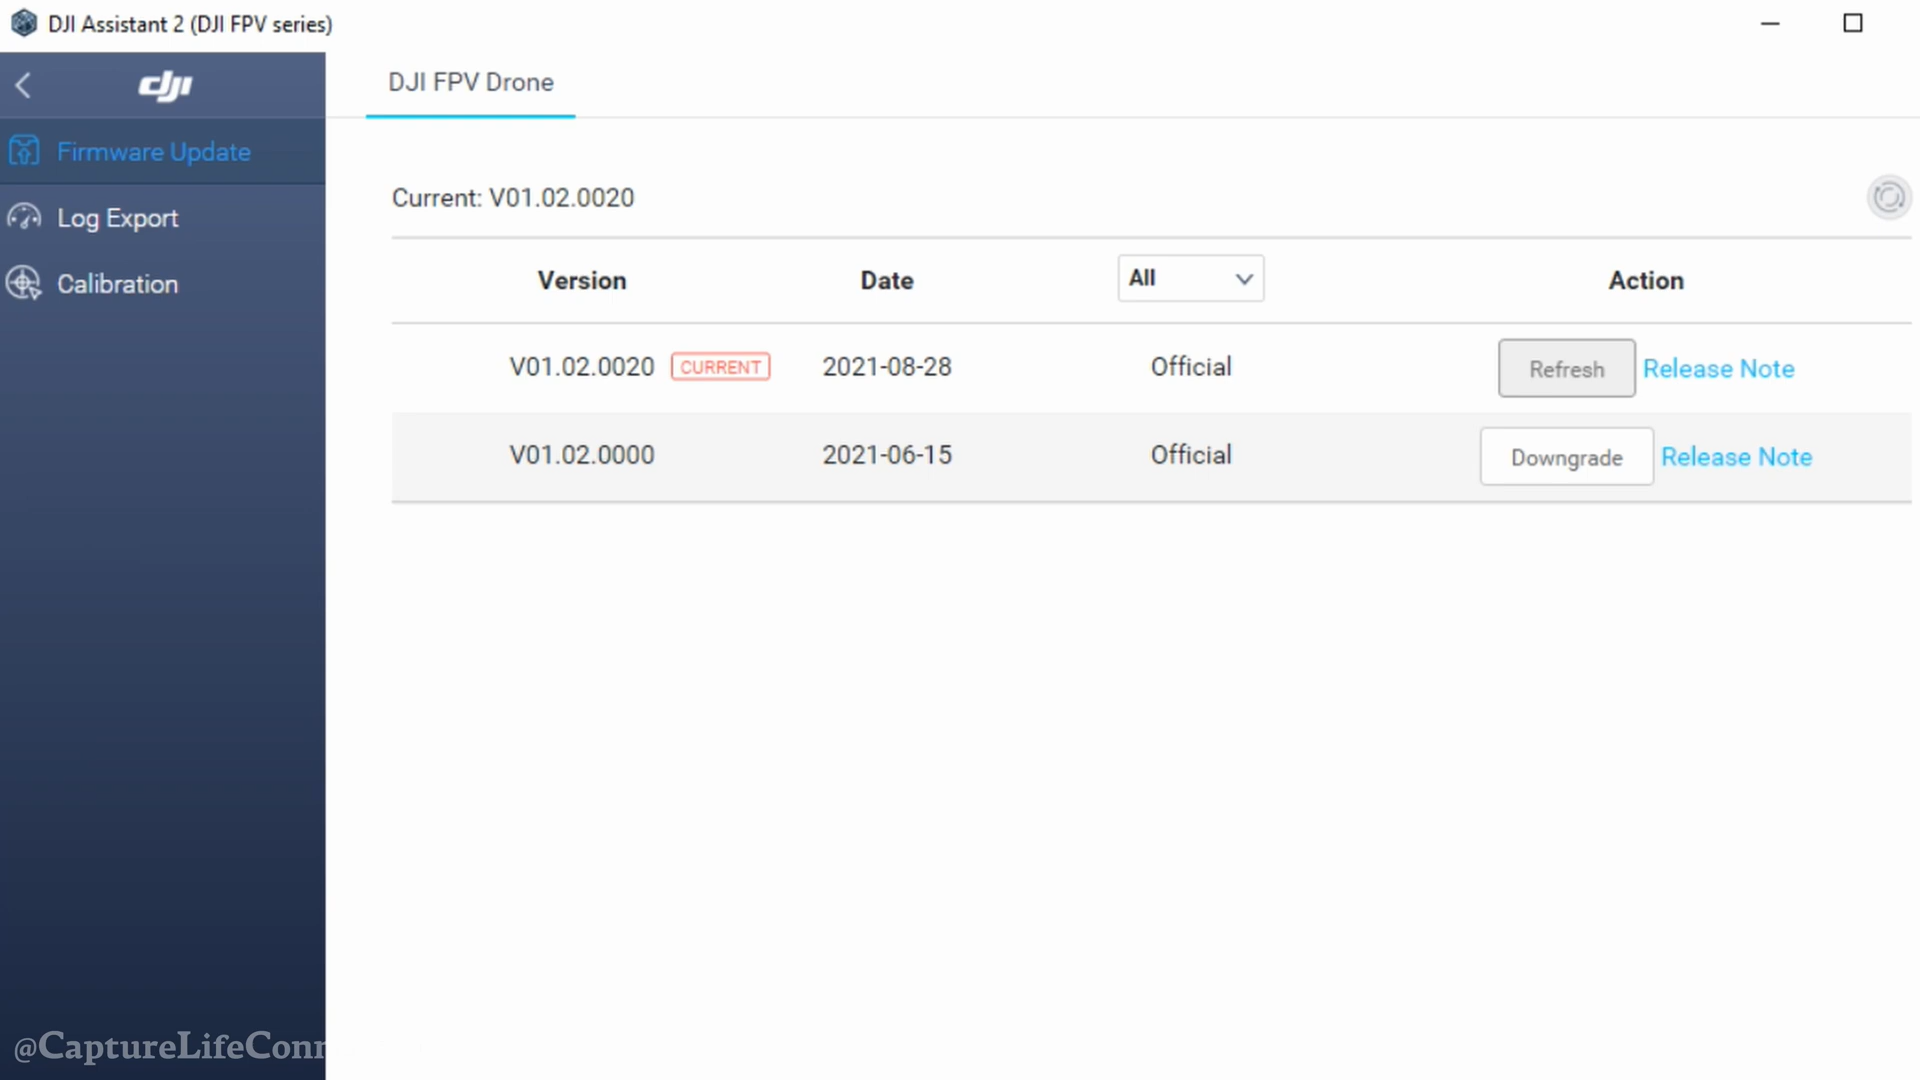 DJI Assistant 2 (DJI FPV series)
dji
DJI FPV Drone
Firmware Update
Log Export
Calibration
Current: V01.02.0020
Version Date All Action
V01.02.0020 CURRENT 2021-08-28 Official Refresh Release Note
V01.02.0000 2021-06-15 Official Downgrade Release Note
@CaptureLifeConn